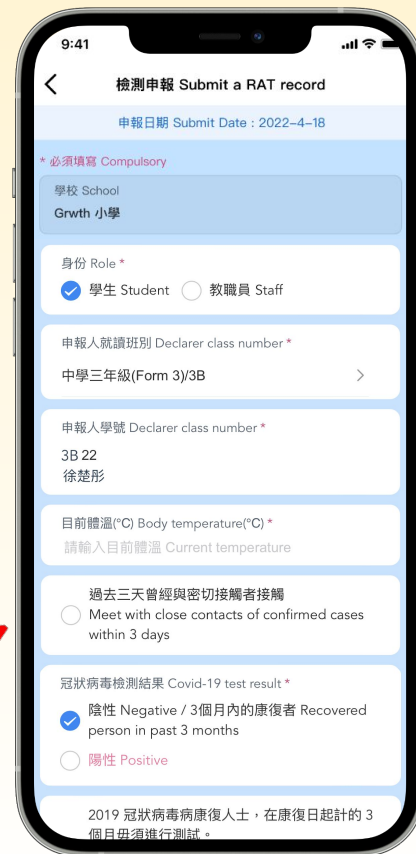 9:41
檢測申報 Submit a RAT record
申報日期 Submit Date : 2022–4–18
* 必須填寫 Compulsory
學校 School
Grwth 小學
身份 Role *
學生 Student 教職員 Staff
申報人就讀班別 Declarer class number *
中學三年級(Form 3)/3B
申報人學號 Declarer class number *
3B 22
徐楚彤
目前體溫(°C) Body temperature(°C) *
請輸入目前體溫 Current temperature
過去三天曾經與密切接觸者接觸
Meet with close contacts of confirmed cases
within 3 days
冠狀病毒檢測結果 Covid-19 test result *
陰性 Negative / 3個月內的康復者 Recovered
person in past 3 months
陽性 Positive
2019 冠狀病毒病康復人士，在康復日起計的 3
個月毋須進行測試。